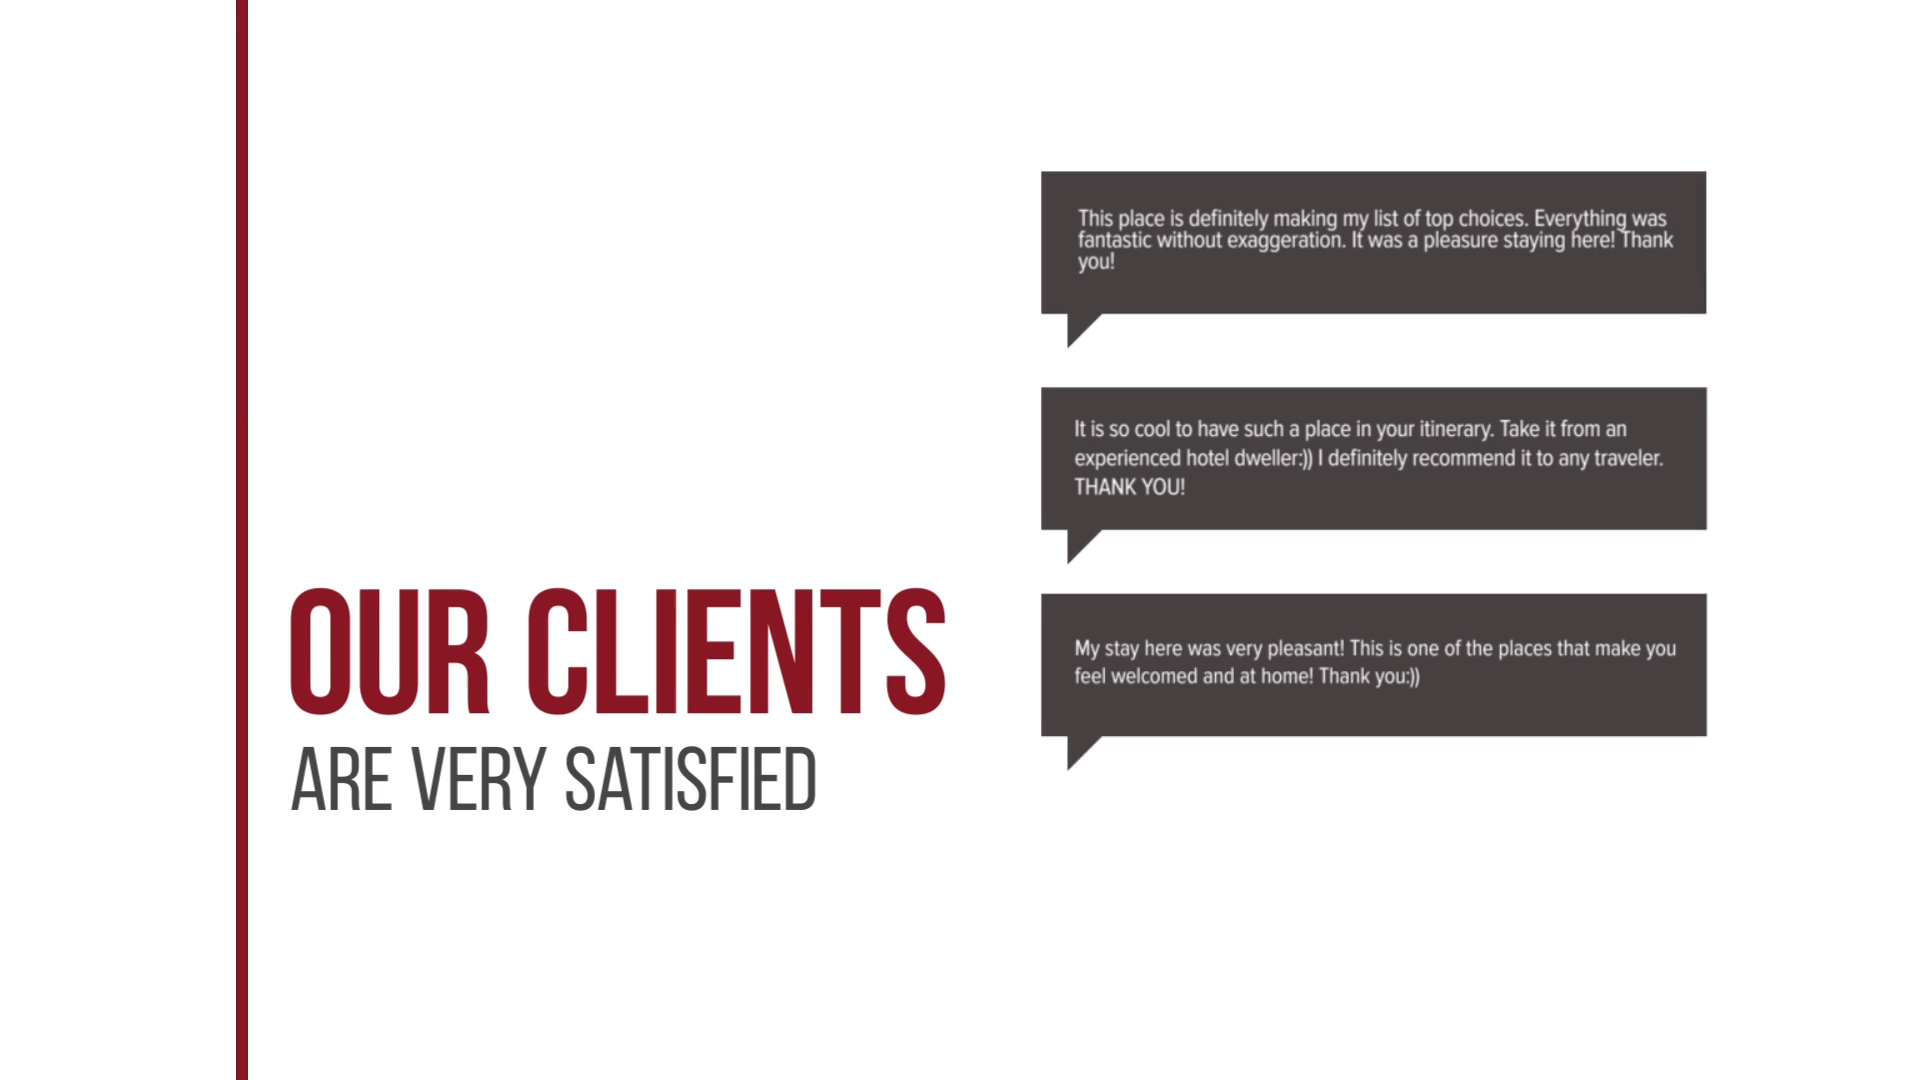 OUR CLIENTS
ARE VERY SATISFIED
This place is definitely making my list of top choices. Everything was
fantastic without exaggeration. It was a pleasure staying here! Thank
you!
It is so cool to have such a place in your itinerary. Take it from an
experienced hotel dweller:)) I definitely recommend it to any traveler.
THANK YOU!
My stay here was very pleasant! This is one of the places that make you
feel welcomed and at home! Thank you:))